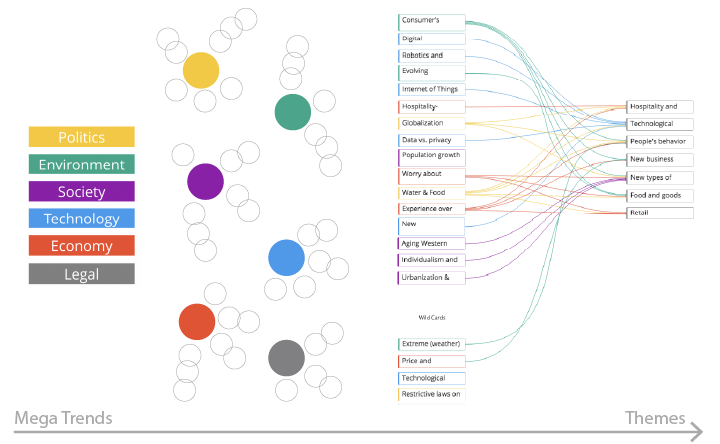 Politics
Environment
Society
Technology
Economy
Legal
Consumer's
Digital
Robotics and
Evolving
Internet of Things
Hospitality-
Globalization
Data vs. privacy
Population growth
Worry about
Water & Food
Experience over
New
Aging Western
Individualism and
Urbanization &
Wild Cards
Extreme (weather)
Price and
Technological
Restrictive laws on
Hospitality and
Technological
People's behavior
New business
New types of
Food and goods
Retail
Mega Trends
Themes